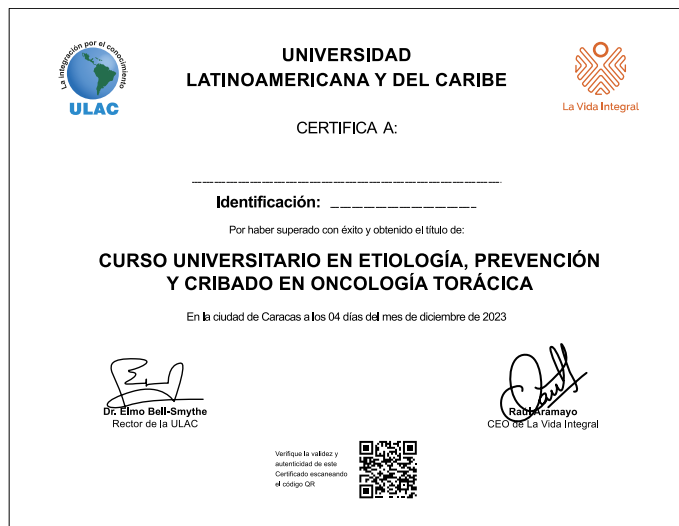 La integración por el conocimiento
ULAC
UNIVERSIDAD
LATINOAMERICANA Y DEL CARIBE
La Vida Integral
CERTIFICA A:
Identificación:
Por haber superado con éxito y obtenido el título de:
CURSO UNIVERSITARIO EN ETIOLOGÍA, PREVENCIÓN
Y CRIBADO EN ONCOLOGÍA TORÁCICA
En la ciudad de Caracas a los 04 días del mes de diciembre de 2023
Dr. Elmo Bell-Smythe
Rector de la ULAC
Raúl Aramayo
CEO de La Vida Integral
Verifique la validez y
autenticidad de este
Certificado escaneando
el código QR